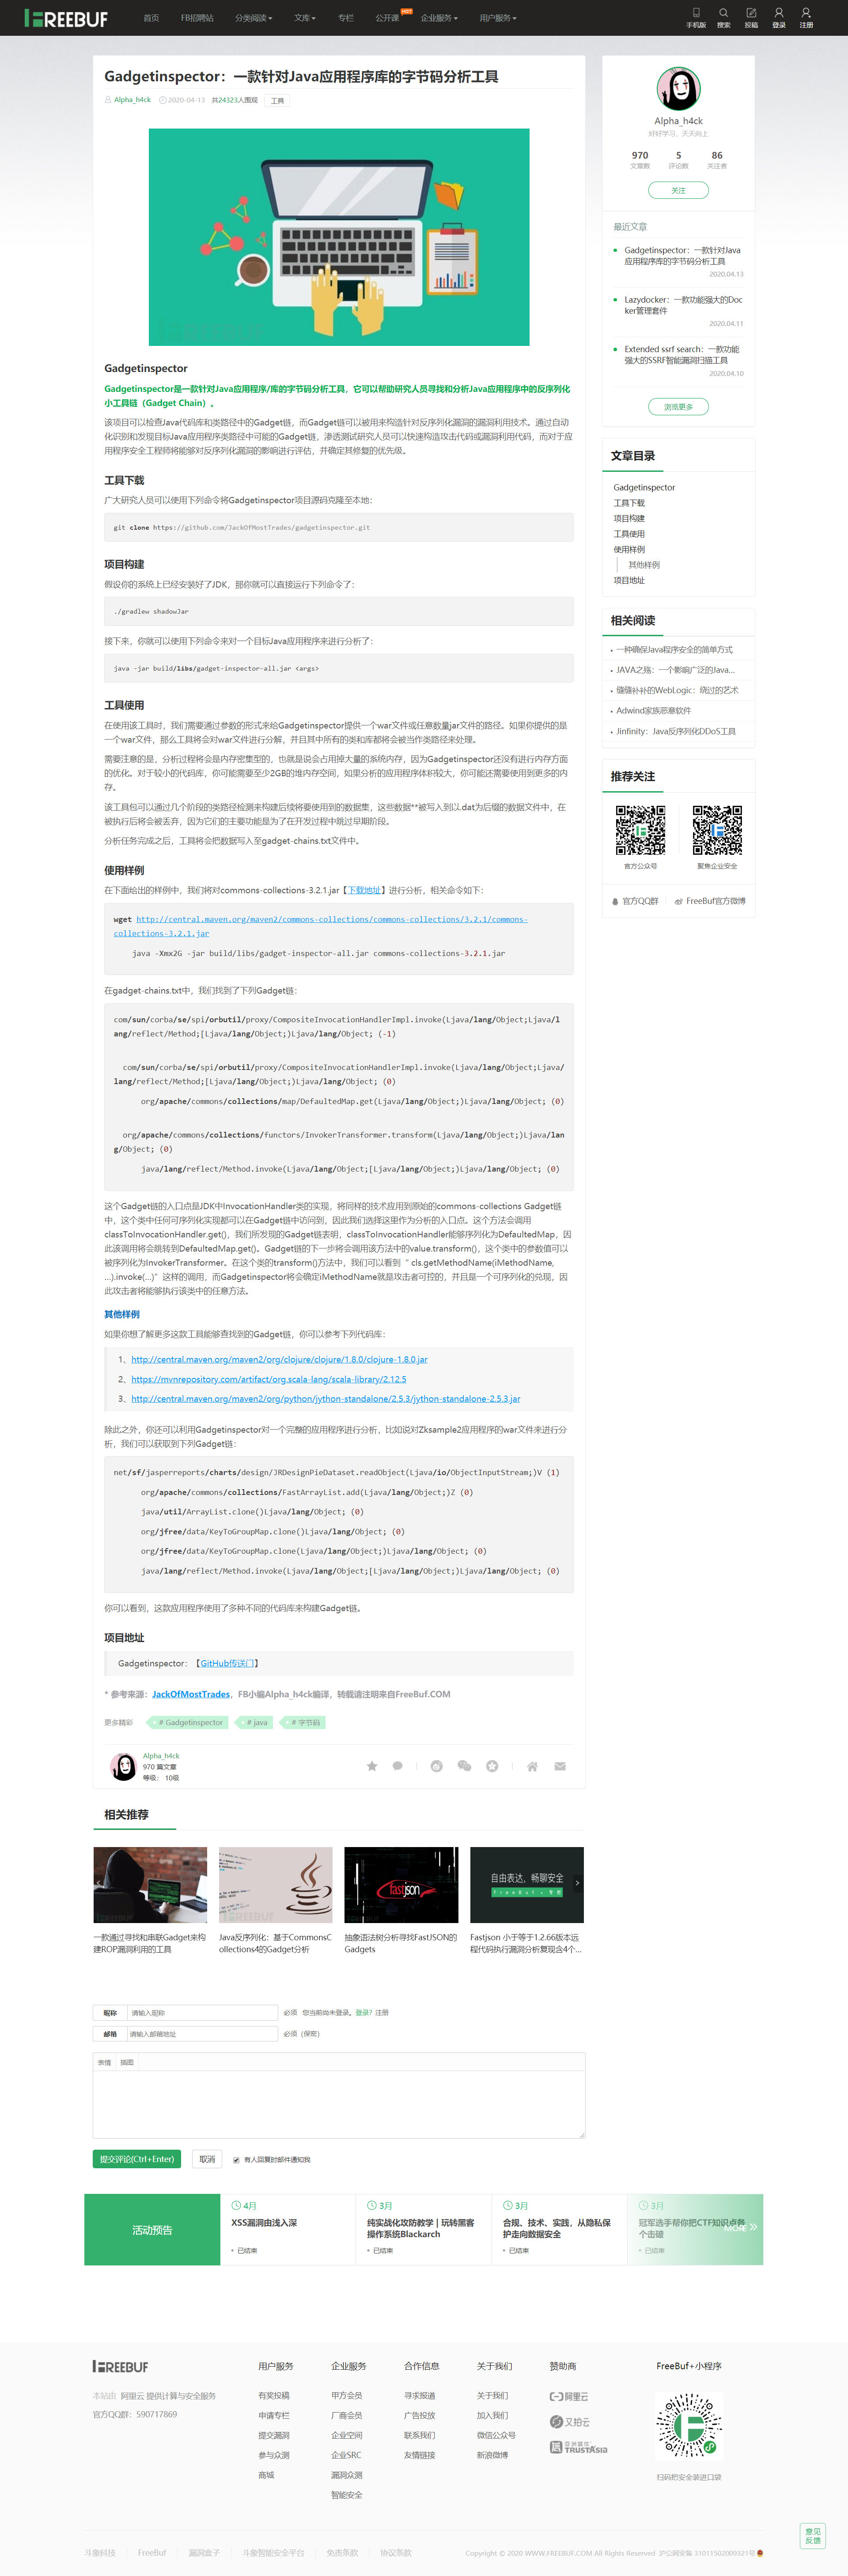 FREEBUF
首页 FB招聘站 分类阅读 文库 专栏 公开课 HOT 企业服务 用户服务
手机版 搜索 投稿 登录 注册
Gadgetinspector：一款针对Java应用程序库的字节码分析工具
Alpha_h4ck 2020-04-13 共24323人围观 工具
Gadgetinspector
Gadgetinspector是一款针对Java应用程序/库的字节码分析工具，它可以帮助研究人员寻找和分析Java应用程序中的反序列化
小工具链（Gadget Chain）。
该项目可以检查Java代码库和类路径中的Gadget链，而Gadget链可以被用来构造针对反序列化漏洞的漏洞利用技术。通过自动
化识别和发现目标Java应用程序类路径中可能的Gadget链，渗透测试研究人员可以快速构造攻击代码或漏洞利用代码，而对于应
用程序安全工程师将能够对反序列化漏洞的影响进行评估，并确定其修复的优先级。
工具下载
广大研究人员可以使用下列命令将Gadgetinspector项目源码克隆至本地：
git clone https://github.com/JackOfMostTrades/gadgetinspector.git
项目构建
假设你的系统上已经安装好了JDK，那你就可以直接运行下列命令了：
./gradlew shadowJar
接下来，你就可以使用下列命令来对一个目标Java应用程序来进行分析了：
java -jar build/libs/gadget-inspector-all.jar <args>
工具使用
在使用该工具时，我们需要通过参数的形式来给Gadgetinspector提供一个war文件或任意数量jar文件的路径。如果你提供的是
一个war文件，那么工具将会对war文件进行分解，并且其中所有的类和库都将会被当作类路径来处理。
需要注意的是，分析过程将会是内存密集型的，也就是说会占用掉大量的系统内存，因为Gadgetinspector还没有进行内存方面
的优化。对于较小的代码库，你可能需要至少2GB的堆内存空间，如果分析的应用程序体积较大，你可能还需要使用到更多的内
存。
该工具包可以通过几个阶段的类路径检测来构建后续将要使用到的数据集，这些数据**被写入到以.dat为后缀的数据文件中，在
被执行后将会被丢弃，因为它们的主要功能是为了在开发过程中跳过早期阶段。
分析任务完成之后，工具将会把数据写入至gadget-chains.txt文件中。
使用样例
在下面给出的样例中，我们将对commons-collections-3.2.1.jar【下载地址】进行分析，相关命令如下：
wget http://central.maven.org/maven2/commons-collections/commons-collections/3.2.1/commons-
collections-3.2.1.jar
java -Xmx2G -jar build/libs/gadget-inspector-all.jar commons-collections-3.2.1.jar
在gadget-chains.txt中，我们找到了下列Gadget链：
com/sun/corba/se/spi/orbutil/proxy/CompositeInvocationHandlerImpl.invoke(Ljava/lang/Object;Ljava/l
ang/reflect/Method;[Ljava/lang/Object;)Ljava/lang/Object; (-1)
com/sun/corba/se/spi/orbutil/proxy/CompositeInvocationHandlerImpl.invoke(Ljava/lang/Object;Ljava/
lang/reflect/Method;[Ljava/lang/Object;)Ljava/lang/Object; (0)
org/apache/commons/collections/map/DefaultedMap.get(Ljava/lang/Object;)Ljava/lang/Object; (0)
org/apache/commons/collections/functors/InvokerTransformer.transform(Ljava/lang/Object;)Ljava/lan
g/Object; (0)
java/lang/reflect/Method.invoke(Ljava/lang/Object;[Ljava/lang/Object;)Ljava/lang/Object; (0)
这个Gadget链的入口点是JDK中InvocationHandler类的实现，将同样的技术应用到原始的commons-collections Gadget链
中，这个类中任何可序列化实现都可以在Gadget链中访问到，因此我们选择这里作为分析的入口点。这个方法会调用
classToInvocationHandler.get()，我们所发现的Gadget链表明，classToInvocationHandler能够序列化为DefaultedMap，因
此该调用将会跳转到DefaultedMap.get()。Gadget链的下一步将会调用该方法中的value.transform()，这个类中的参数值可以
被序列化为InvokerTransformer。在这个类的transform()方法中，我们可以看到“ cls.getMethodName(iMethodName,
...).invoke(...)”这样的调用，而Gadgetinspector将会确定iMethodName就是攻击者可控的，并且是一个可序列化的兑现，因
此攻击者将能够执行该类中的任意方法。
其他样例
如果你想了解更多这款工具能够查找到的Gadget链，你可以参考下列代码库：
1、http://central.maven.org/maven2/org/clojure/clojure/1.8.0/clojure-1.8.0.jar
2、https://mvnrepository.com/artifact/org.scala-lang/scala-library/2.12.5
3、http://central.maven.org/maven2/org/python/jython-standalone/2.5.3/jython-standalone-2.5.3.jar
除此之外，你还可以利用Gadgetinspector对一个完整的应用程序进行分析，比如说对Zksample2应用程序的war文件来进行分
析，我们可以获取到下列Gadget链：
net/sf/jasperreports/charts/design/JRDesignPieDataset.readObject(Ljava/io/ObjectInputStream;)V (1)
org/apache/commons/collections/FastArrayList.add(Ljava/lang/Object;)Z (0)
java/util/ArrayList.clone()Ljava/lang/Object; (0)
org/jfree/data/KeyToGroupMap.clone()Ljava/lang/Object; (0)
org/jfree/data/KeyToGroupMap.clone(Ljava/lang/Object;)Ljava/lang/Object; (0)
java/lang/reflect/Method.invoke(Ljava/lang/Object;[Ljava/lang/Object;)Ljava/lang/Object; (0)
你可以看到，这款应用程序使用了多种不同的代码库来构建Gadget链。
项目地址
Gadgetinspector：【GitHub传送门】
* 参考来源：JackOfMostTrades，FB小编Alpha_h4ck编译，转载请注明来自FreeBuf.COM
更多精彩 # Gadgetinspector # java # 字节码
Alpha_h4ck
970 篇文章
等级： 10级
Alpha_h4ck
好好学习，天天向上
970 5 86
文章数 评论数 关注者
关注
最近文章
Gadgetinspector：一款针对Java
应用程序库的字节码分析工具
2020.04.13
Lazydocker：一款功能强大的Doc
ker管理套件
2020.04.11
Extended ssrf search：一款功能
强大的SSRF智能漏洞扫描工具
2020.04.10
浏览更多
文章目录
Gadgetinspector
工具下载
项目构建
工具使用
使用样例
其他样例
项目地址
相关阅读
一种确保Java程序安全的简单方式
JAVA之殇：一个影响广泛的Java...
缝缝补补的WebLogic：绕过的艺术
Adwind家族恶意软件
Jinfinity：Java反序列化DDoS工具
推荐关注
官方公众号 聚焦企业安全
官方QQ群 FreeBuf官方微博
相关推荐
java
fastjson
自由表达，畅聊安全
FreeBuf+智能
一款通过寻找和串联Gadget来构
建ROP漏洞利用的工具
Java反序列化：基于CommonsC
ollections4的Gadget分析
抽象语法树分析寻找FastJSON的
Gadgets
Fastjson 小于等于1.2.66版本远
程代码执行漏洞分析复现含4个...
昵称 请输入昵称 必须 您当前尚未登录。登录？注册
邮箱 请输入邮箱地址 必须（保密）
表情 插图
提交评论(Ctrl+Enter) 取消 有人回复时邮件通知我
活动预告
4月
XSS漏洞由浅入深
已结束
3月
纯实战化攻防教学 | 玩转黑客
操作系统Blackarch
已结束
3月
合规、技术、实践，从隐私保
护走向数据安全
已结束
3月
冠军选手帮你把CTF知识点各
个击破
已结束
MORE
FREEBUF
本站由 阿里云 提供计算与安全服务
官方QQ群：590717869
用户服务
有奖投稿
申请专栏
提交漏洞
参与众测
商城
企业服务
甲方会员
厂商会员
企业空间
企业SRC
漏洞众测
智能安全
合作信息
寻求报道
广告投放
联系我们
友情链接
关于我们
关于我们
加入我们
微信公众号
新浪微博
赞助商
阿里云
又拍云
亚洲诚信 TRUSTASIA
FreeBuf+小程序
扫码把安全装进口袋
意见
反馈
斗象科技 FreeBuf 漏洞盒子 斗象智能安全平台 免责条款 协议条款
Copyright © 2020 WWW.FREEBUF.COM All Rights Reserved 沪公网安备 31011502009321号